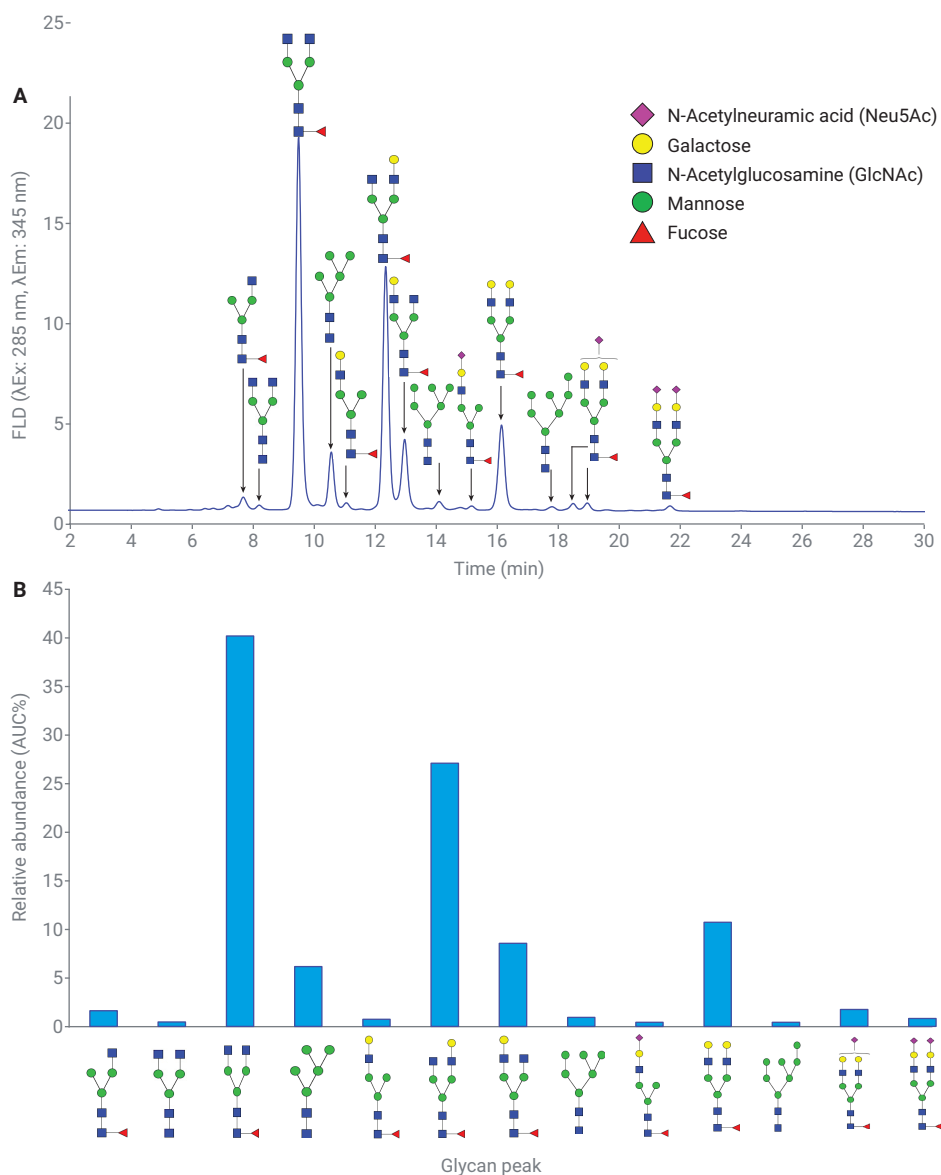 A
25
20
15
10
5
0
FLD (λEx: 285 nm, λEm: 345 nm)
N-Acetylneuramic acid (Neu5Ac)
Galactose
N-Acetylglucosamine (GlcNAc)
Mannose
Fucose
2 4 6 8 10 12 14 16 18 20 22 24 26 28 30
Time (min)
B
45
40
35
30
25
20
15
10
5
0
Relative abundance (AUC%)
Glycan peak